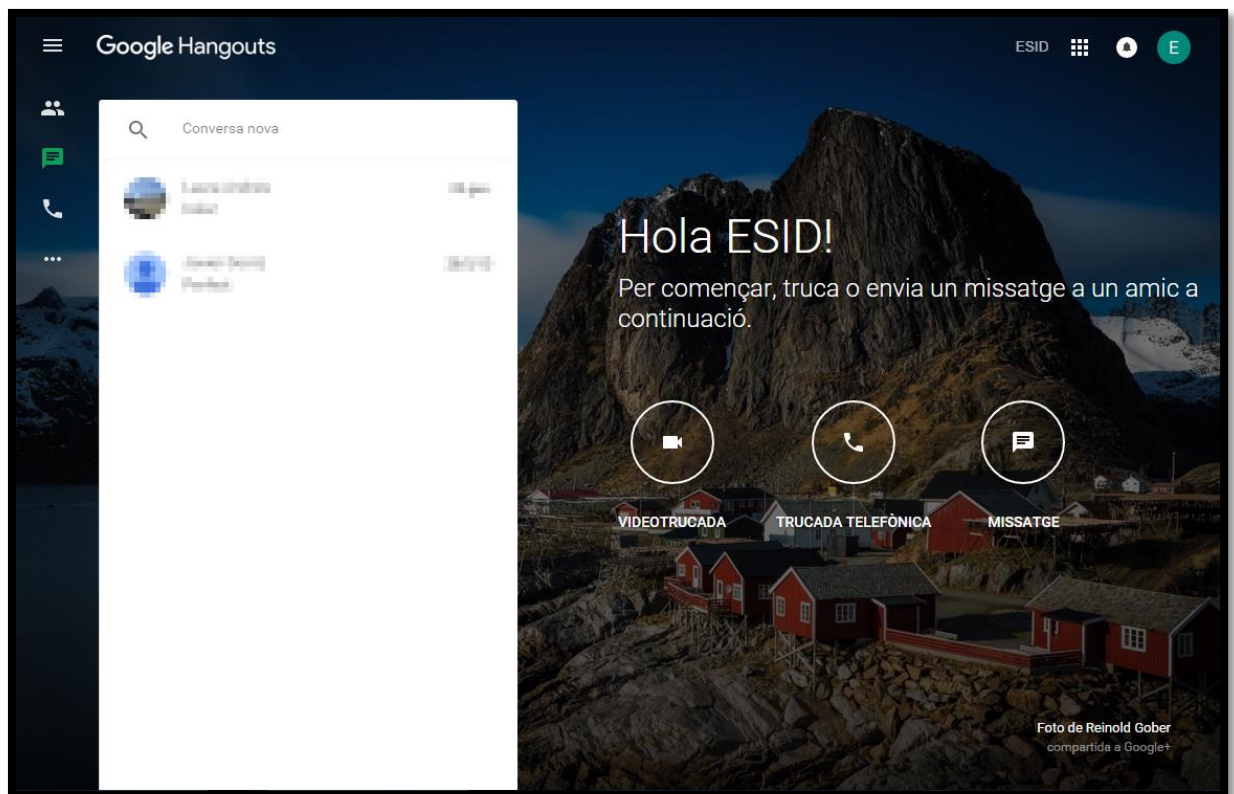 Google Hangouts
ESID
E
Conversa nova
Hola ESID!
Per començar, truca o envia un missatge a un amic a
continuació.
VIDEOTRUCADA
TRUCADA TELEFÒNICA
MISSATGE
Foto de Reinold Gober
compartida a Google+